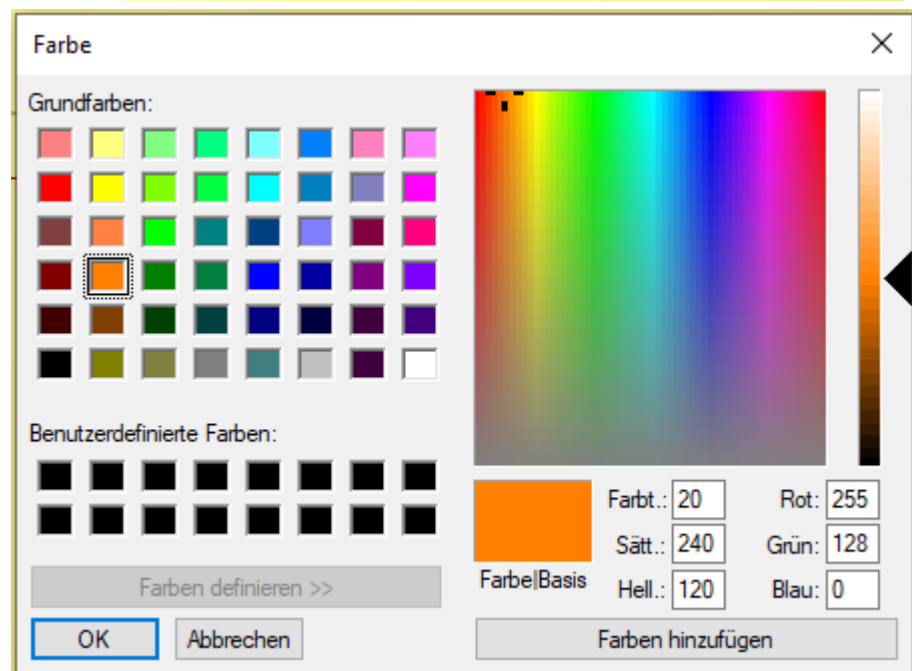 Farbe
Grundfarben:
Benutzerdefinierte Farben:
Farben definieren >>
OK
Abbrechen
Farbe|Basis
Farbt.: 20
Sätt.: 240
Hell.: 120
Rot: 255
Grün: 128
Blau: 0
Farben hinzufügen